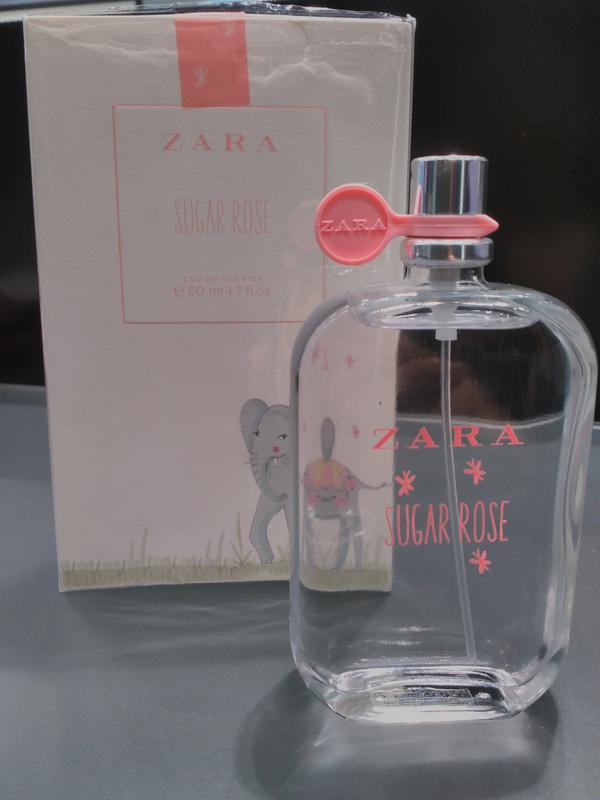 ZARA
SUGAR ROSE
EAU DE TOILETTE
℮ 50 ml 1.7 fl.oz.
ZARA
ZARA
SUGAR ROSE